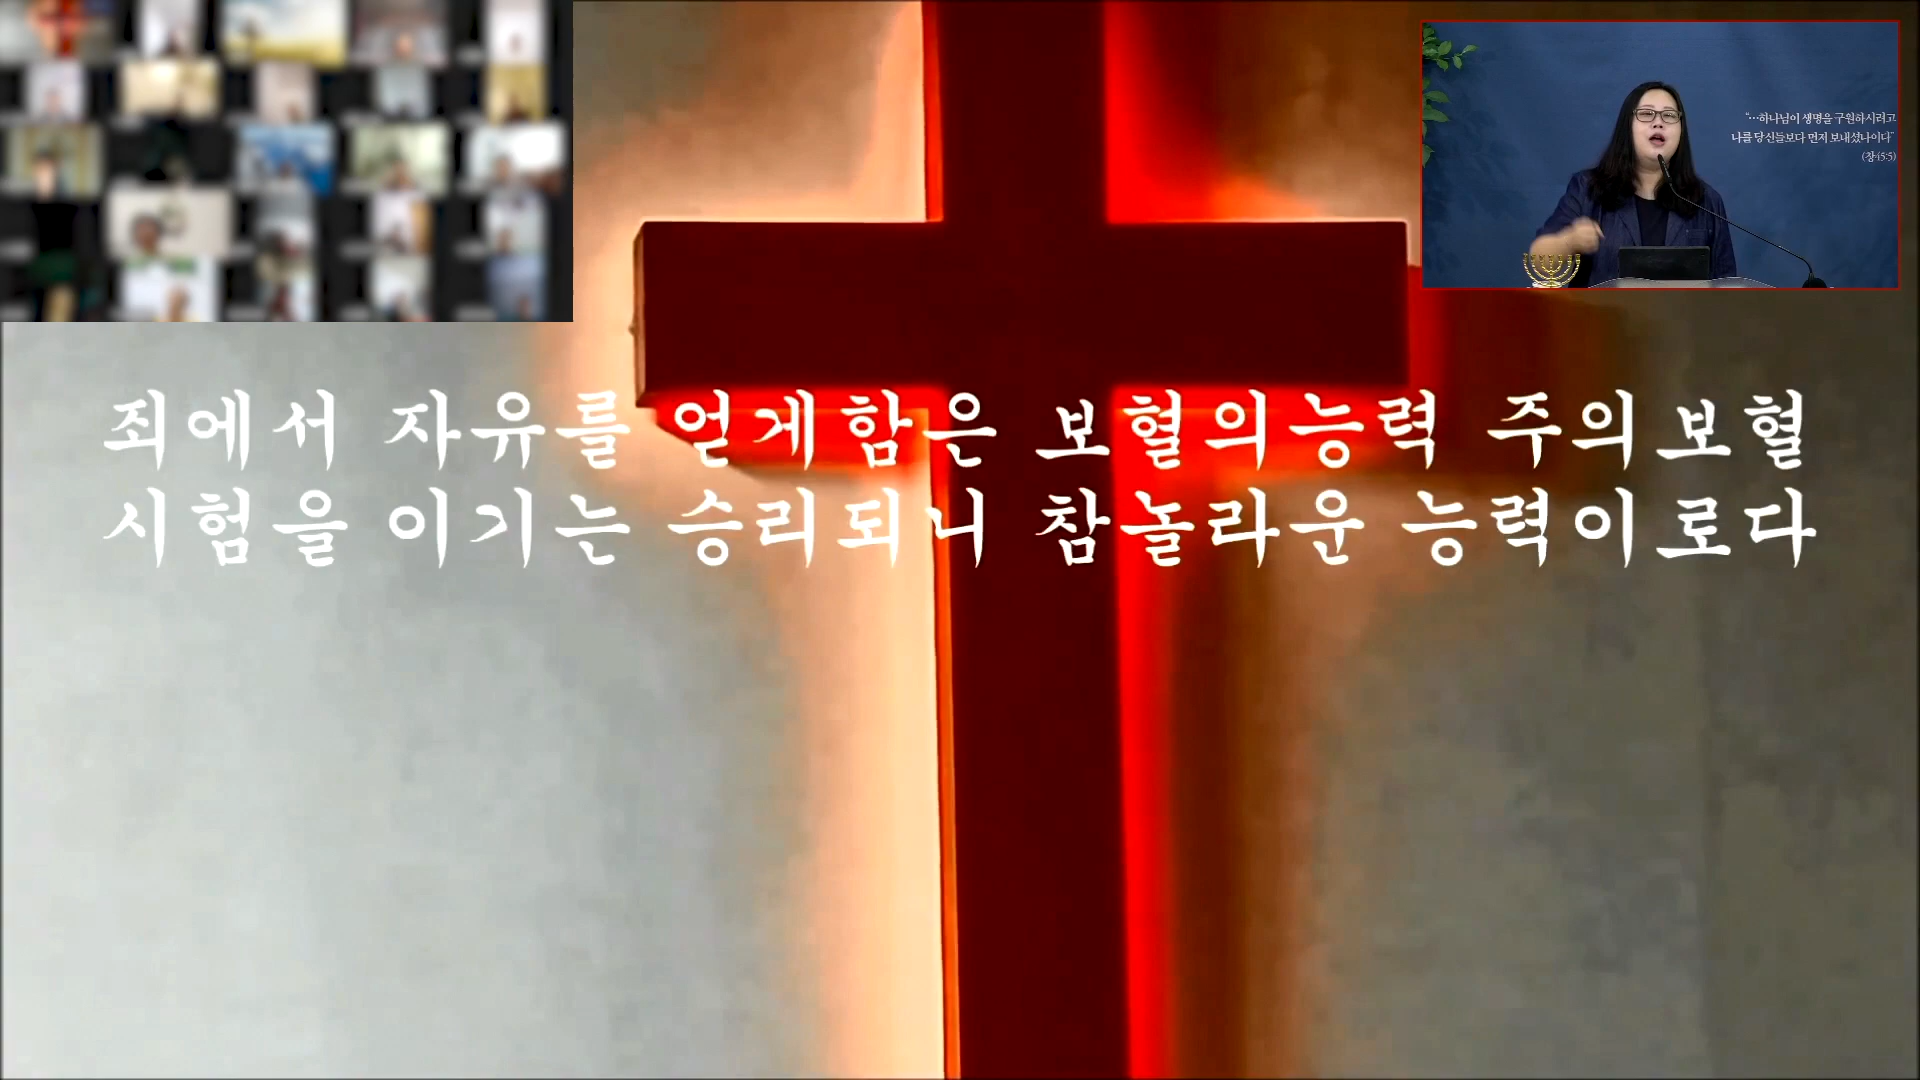 “…하나님이 생명을 구원하시려고
나를 당신들보다 먼저 보내셨나이다”
(창45:5)
죄에서 자유를 얻게함은 보혈의능력 주의보혈
시험을 이기는 승리되니 참놀라운 능력이로다